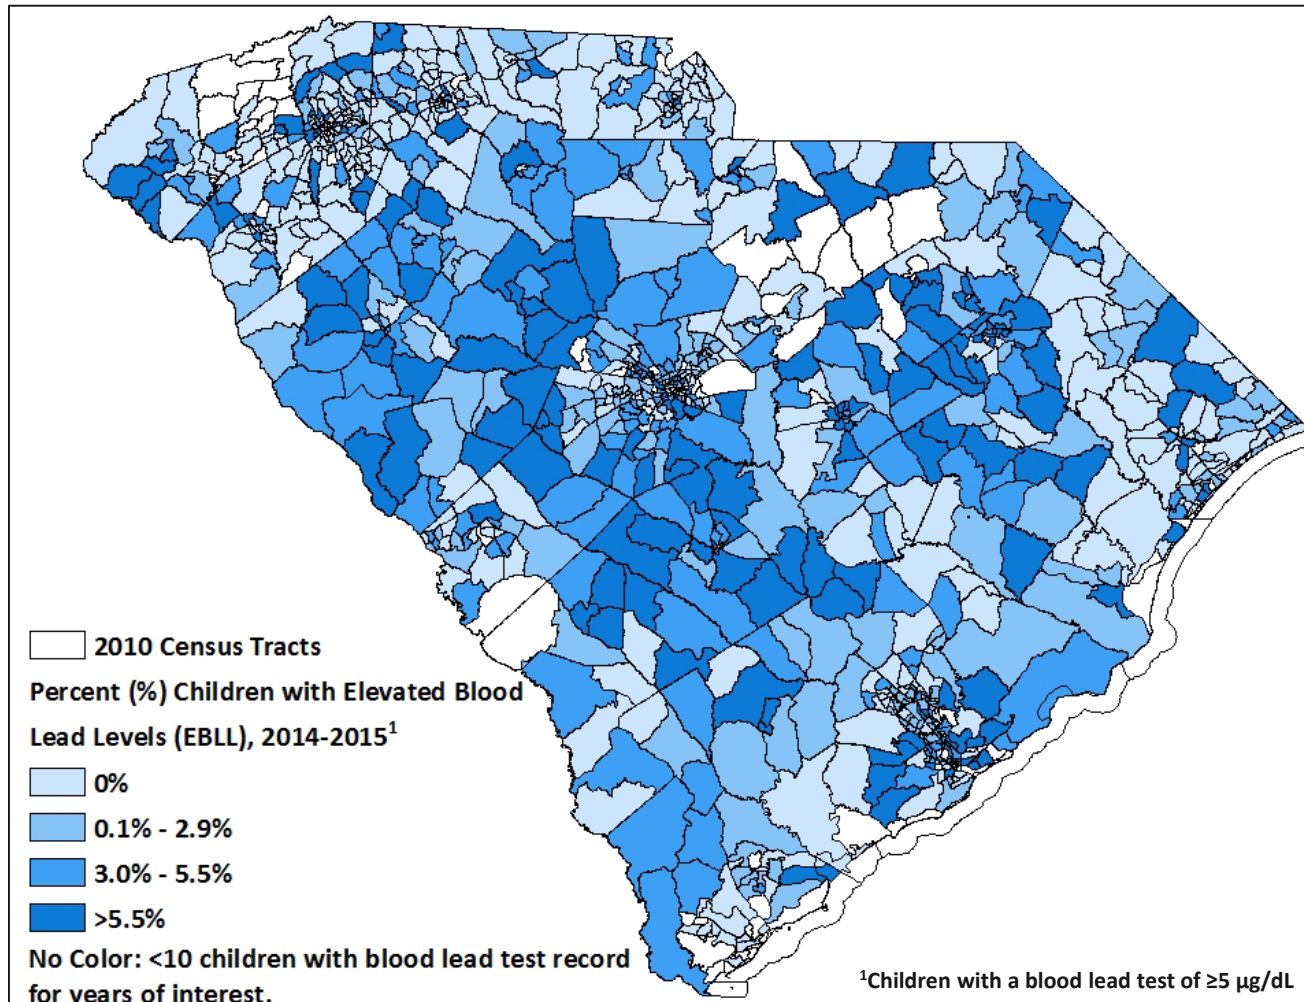 2010 Census Tracts
Percent (%) Children with Elevated Blood
Lead Levels (EBLL), 2014-2015¹
0%
0.1% - 2.9%
3.0% - 5.5%
>5.5%
No Color: <10 children with blood lead test record
for years of interest.
¹Children with a blood lead test of ≥5 µg/dL